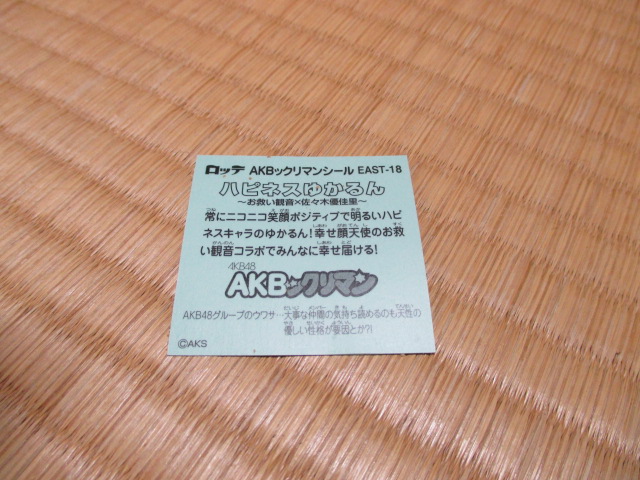 ロッテ AKBックリマンシール EAST-18
ハピネスゆかるん
〜お救い観音×佐々木優佳里〜
常にニコニコ笑顔ポジティブで明るいハピ
ネスキャラのゆかるん!幸せ顔天使のお救
い観音コラボでみんなに幸せ届ける!
AKB48
AKBックリマン
AKB48グループのウワサ…大事な仲間の気持ち読めるのも天性の
優しい性格が要因とか?!
©AKS